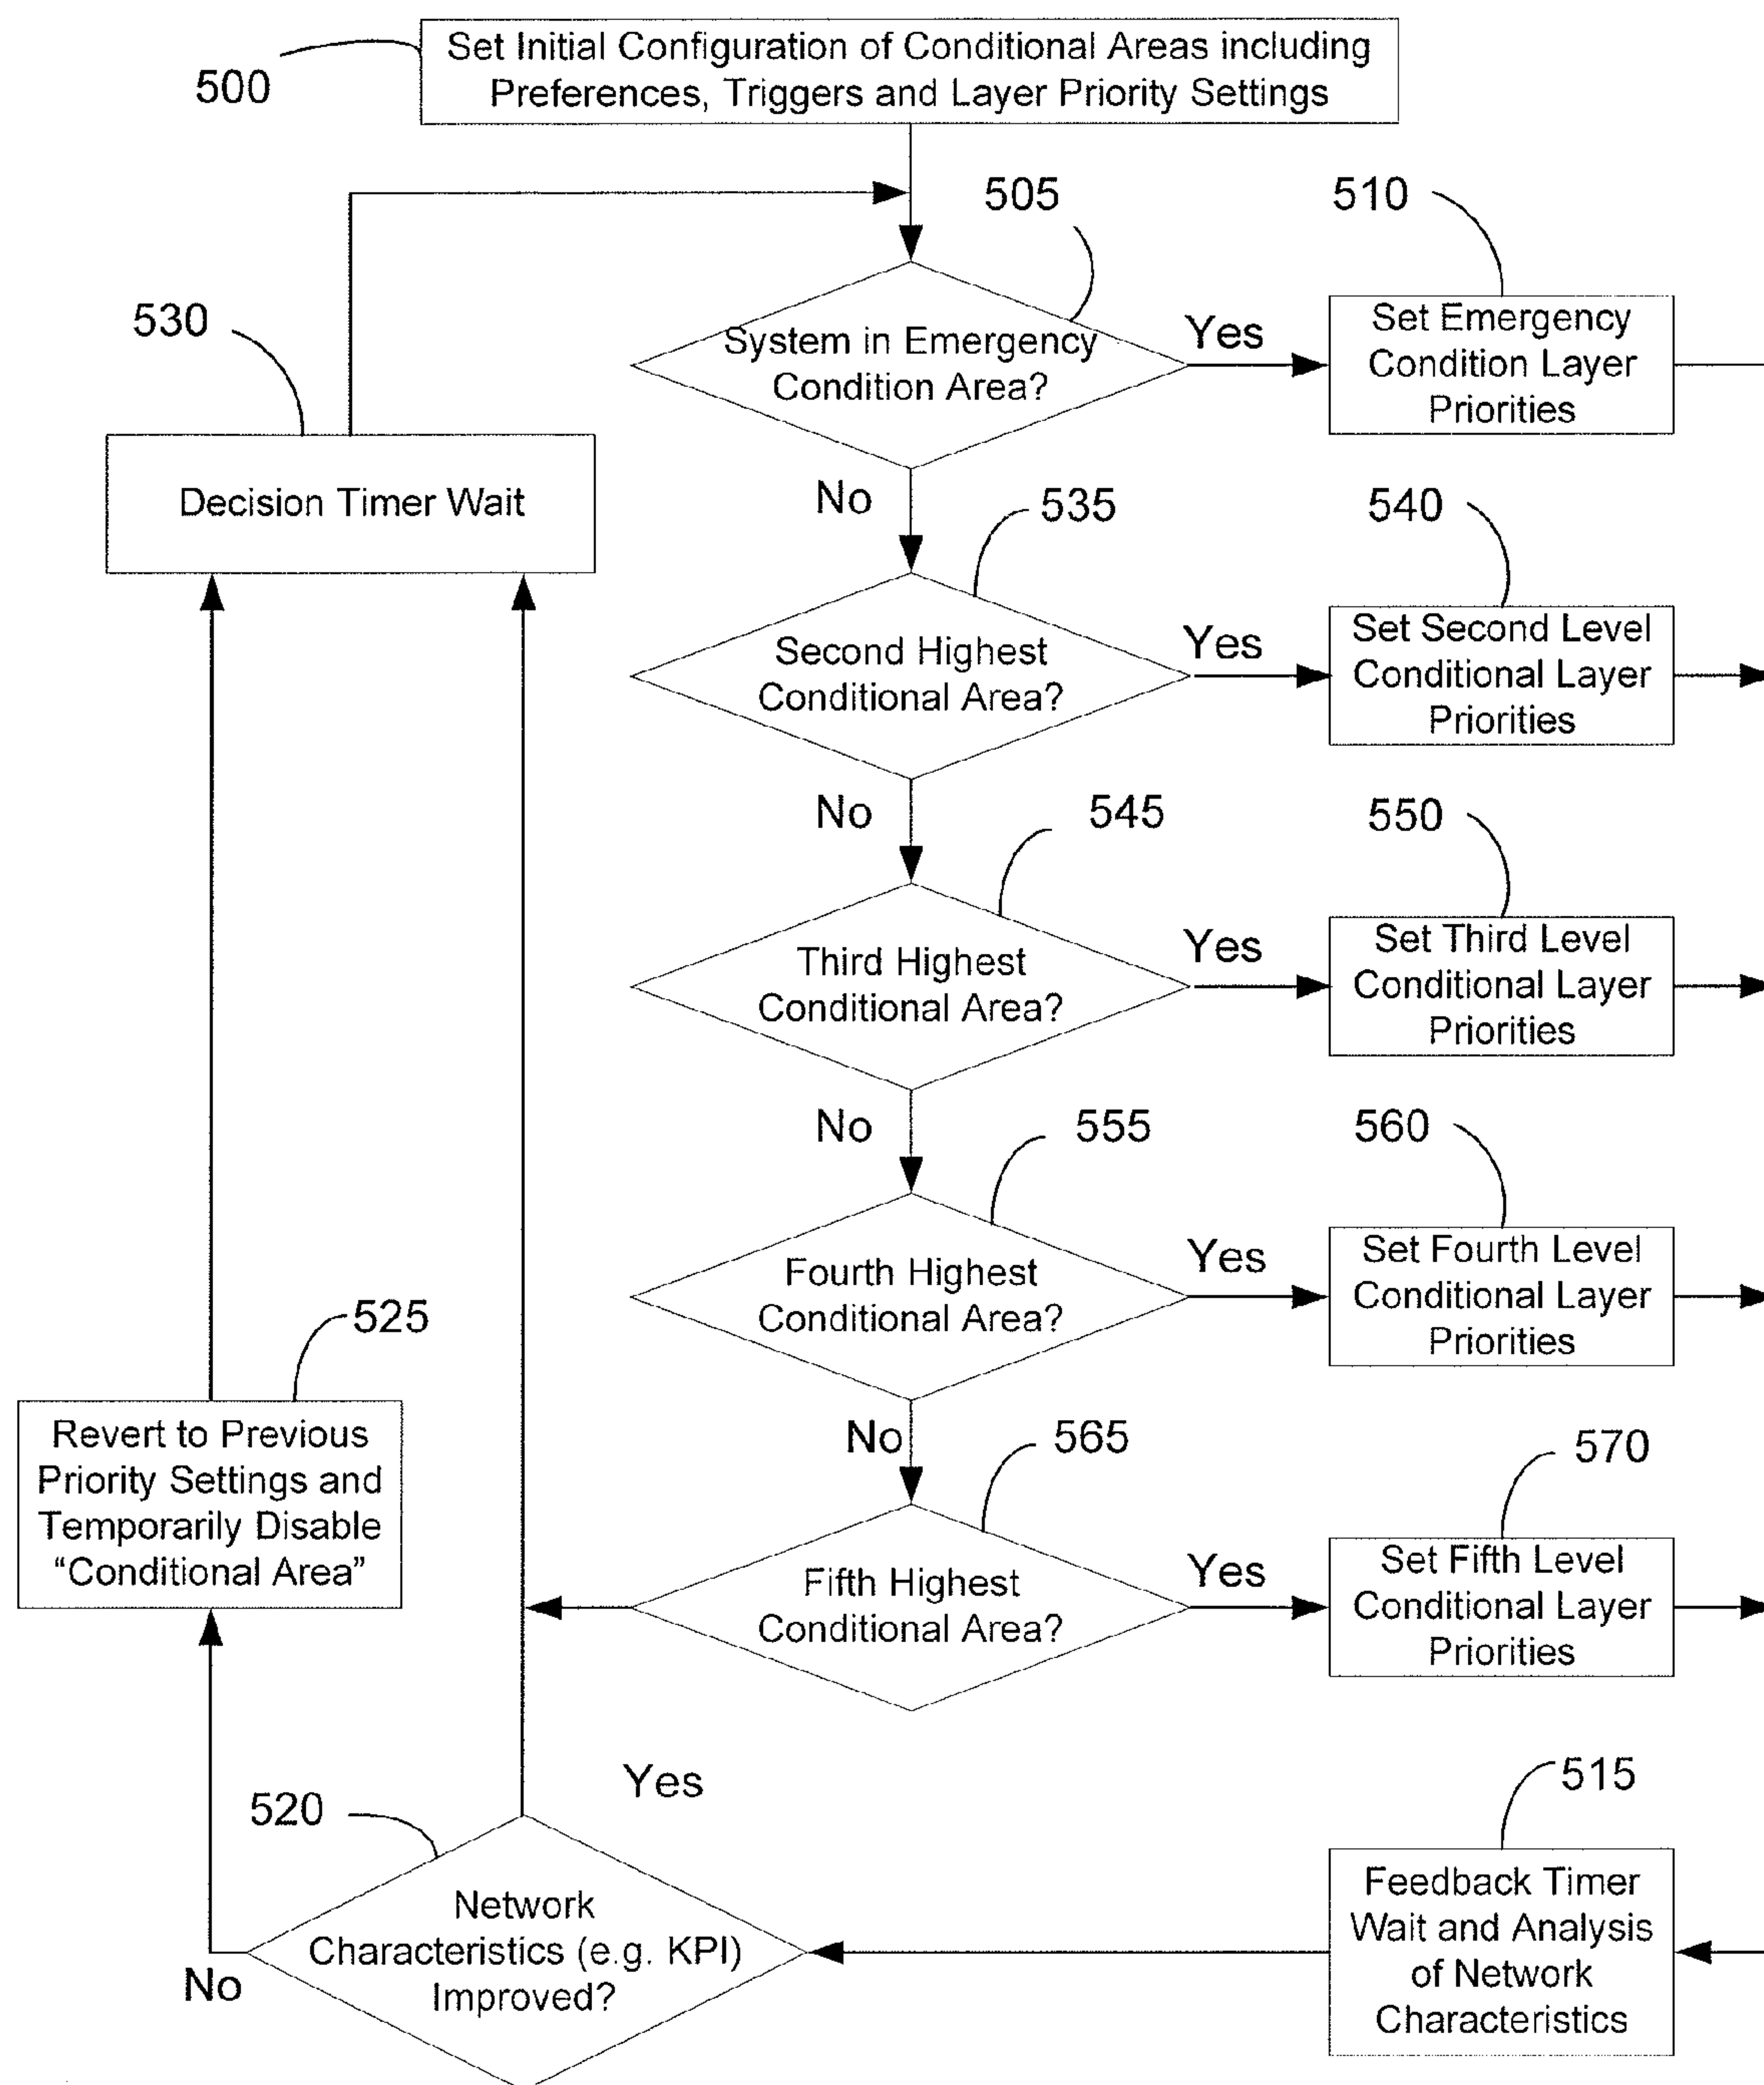 Set Initial Configuration of Conditional Areas including
Preferences, Triggers and Layer Priority Settings
500
505
510
530
System in Emergency
Condition Area?
Yes
Set Emergency
Condition Layer
Priorities
Decision Timer Wait
No
535
540
Second Highest
Conditional Area?
Yes
Set Second Level
Conditional Layer
Priorities
No
545
550
Third Highest
Conditional Area?
Yes
Set Third Level
Conditional Layer
Priorities
No
555
560
Fourth Highest
Conditional Area?
Yes
Set Fourth Level
Conditional Layer
Priorities
525
Revert to Previous
Priority Settings and
Temporarily Disable
“Conditional Area”
No
565
570
Fifth Highest
Conditional Area?
Yes
Set Fifth Level
Conditional Layer
Priorities
Yes
520
515
Network
Characteristics (e.g. KPI)
Improved?
No
Feedback Timer
Wait and Analysis
of Network
Characteristics